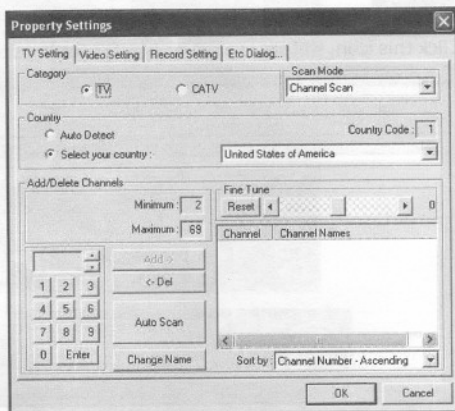 Property Settings
TV Setting Video Setting Record Setting Etc Dialog...
Category
TV CATV
Scan Mode
Channel Scan
Country
Auto Detect
Country Code : 1
Select your country :
United States of America
Add/Delete Channels
Minimum : 2
Maximum : 69
Fine Tune
Reset 0
Channel Channel Names
Add ->
<- Del
Auto Scan
Change Name
1 2 3
4 5 6
7 8 9
0 Enter
Sort by : Channel Number - Ascending
OK Cancel